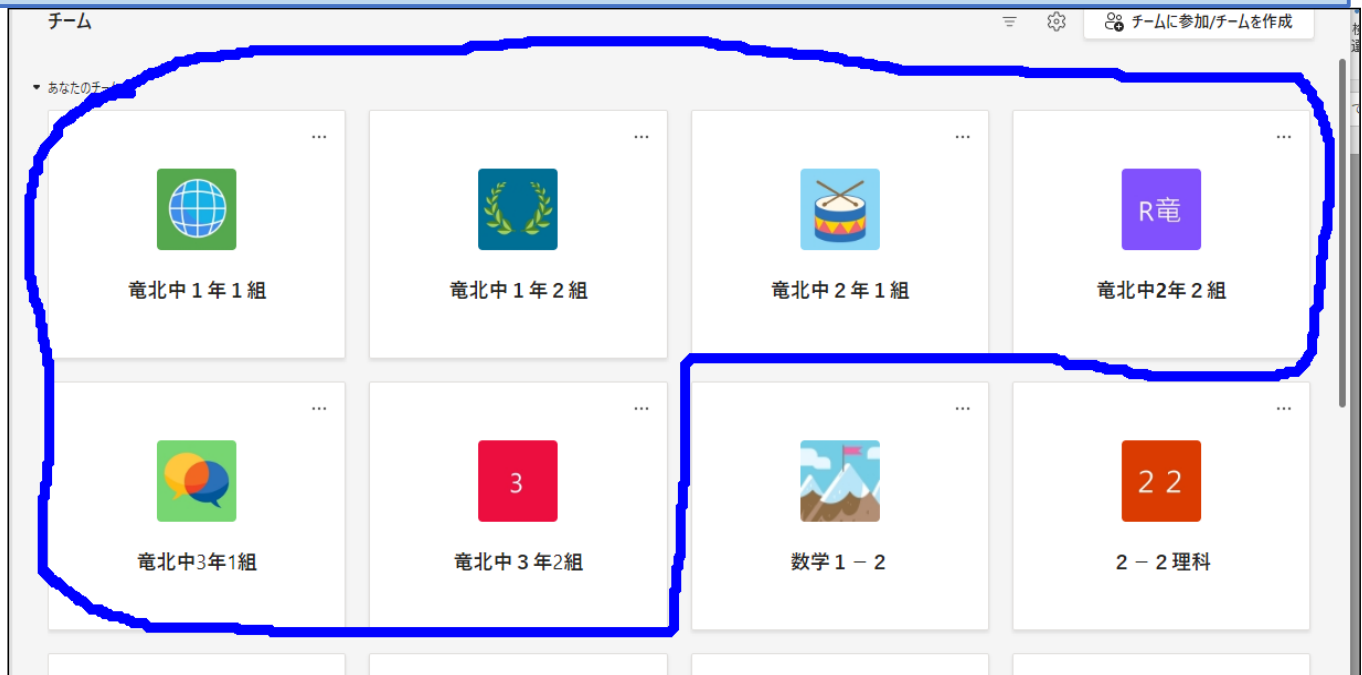 チーム
チームに参加/チームを作成
あなたのチー
竜北中１年１組
竜北中１年２組
竜北中２年１組
R竜
竜北中2年２組
3
竜北中3年1組
竜北中３年2組
数学１－２
２２
２－２理科